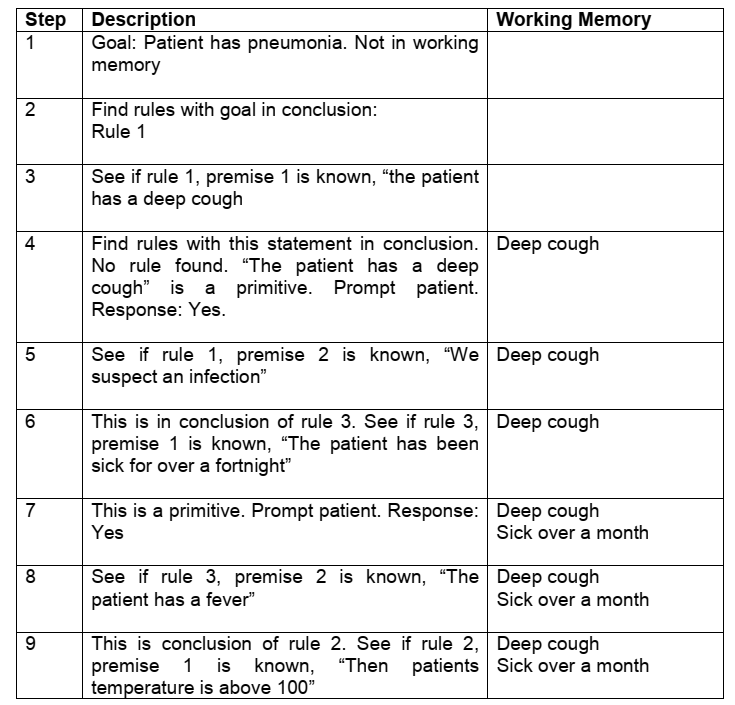 Step Description Working Memory
1 Goal: Patient has pneumonia. Not in working
memory
2 Find rules with goal in conclusion:
Rule 1
3 See if rule 1, premise 1 is known, “the patient
has a deep cough
4 Find rules with this statement in conclusion. Deep cough
No rule found. “The patient has a deep
cough” is a primitive. Prompt patient.
Response: Yes.
5 See if rule 1, premise 2 is known, “We Deep cough
suspect an infection”
6 This is in conclusion of rule 3. See if rule 3, Deep cough
premise 1 is known, “The patient has been
sick for over a fortnight”
7 This is a primitive. Prompt patient. Response: Deep cough
Yes Sick over a month
8 See if rule 3, premise 2 is known, “The Deep cough
patient has a fever” Sick over a month
9 This is conclusion of rule 2. See if rule 2, Deep cough
premise 1 is known, “Then patients Sick over a month
temperature is above 100”